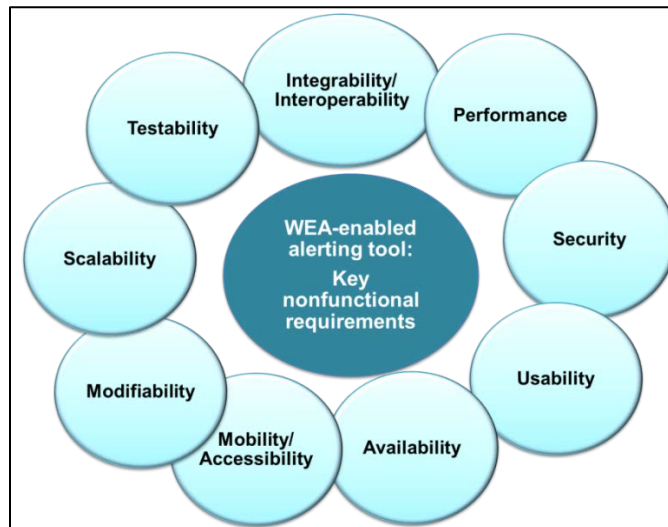 Integrability/
Interoperability
Performance
Testability
WEA-enabled
alerting tool:
Key
nonfunctional
requirements
Security
Scalability
Usability
Modifiability
Mobility/
Accessibility
Availability